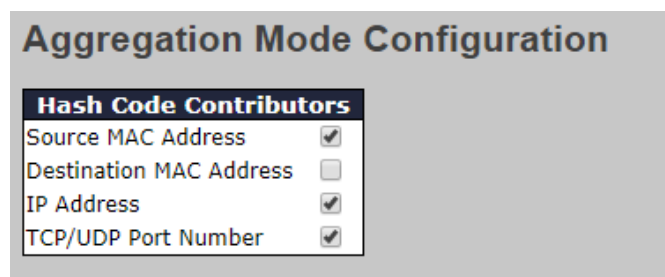 Aggregation Mode Configuration
Hash Code Contributors
Source MAC Address
Destination MAC Address
IP Address
TCP/UDP Port Number